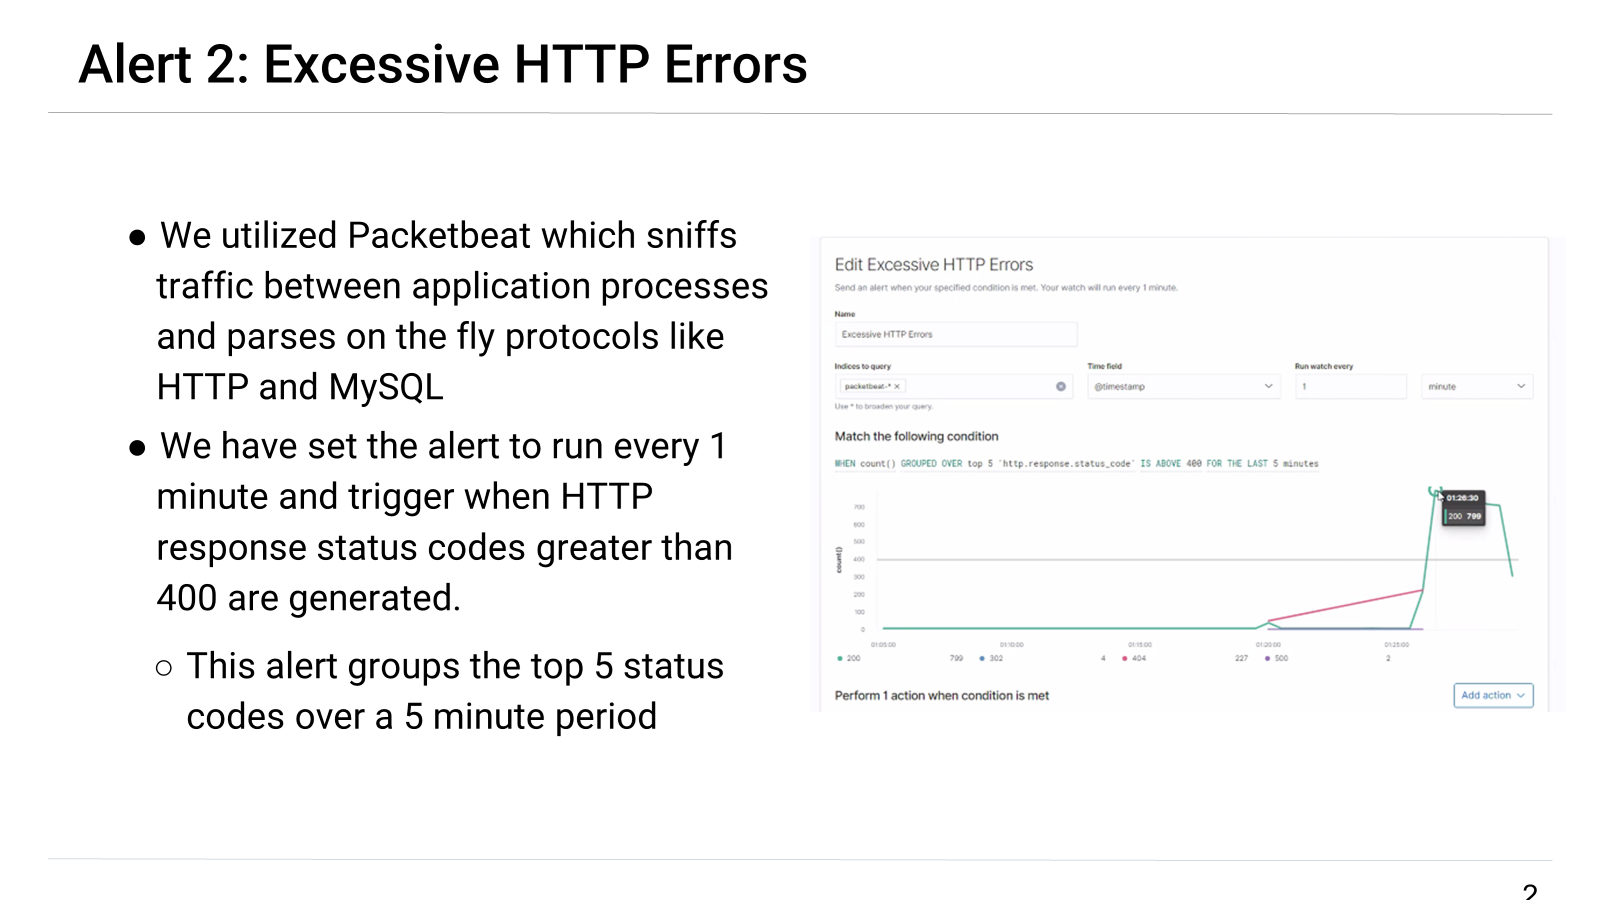 Alert 2: Excessive HTTP Errors
● We utilized Packetbeat which sniffs
traffic between application processes
and parses on the fly protocols like
HTTP and MySQL
● We have set the alert to run every 1
minute and trigger when HTTP
response status codes greater than
400 are generated.
○ This alert groups the top 5 status
codes over a 5 minute period
Edit Excessive HTTP Errors
Send an alert when your specified condition is met. Your watch will run every 1 minute.
Name
Excessive HTTP Errors
Indices to query Time field Run watch every
packetbeat-* × @timestamp 1 minute
Use * to broaden your query.
Match the following condition
WHEN count() GROUPED OVER top 5 'http.response.status_code' IS ABOVE 400 FOR THE LAST 5 minutes
01:26:30
200 799
count()
700
600
500
400
300
200
100
0
01:05:00 01:10:00 01:15:00 01:20:00 01:25:00
200 799 302 4 404 227 500 2
Perform 1 action when condition is met Add action
2